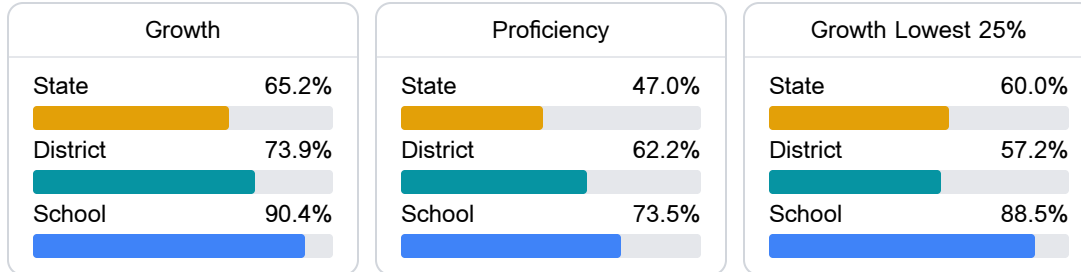 Growth
State 65.2%
District 73.9%
School 90.4%
Proficiency
State 47.0%
District 62.2%
School 73.5%
Growth Lowest 25%
State 60.0%
District 57.2%
School 88.5%